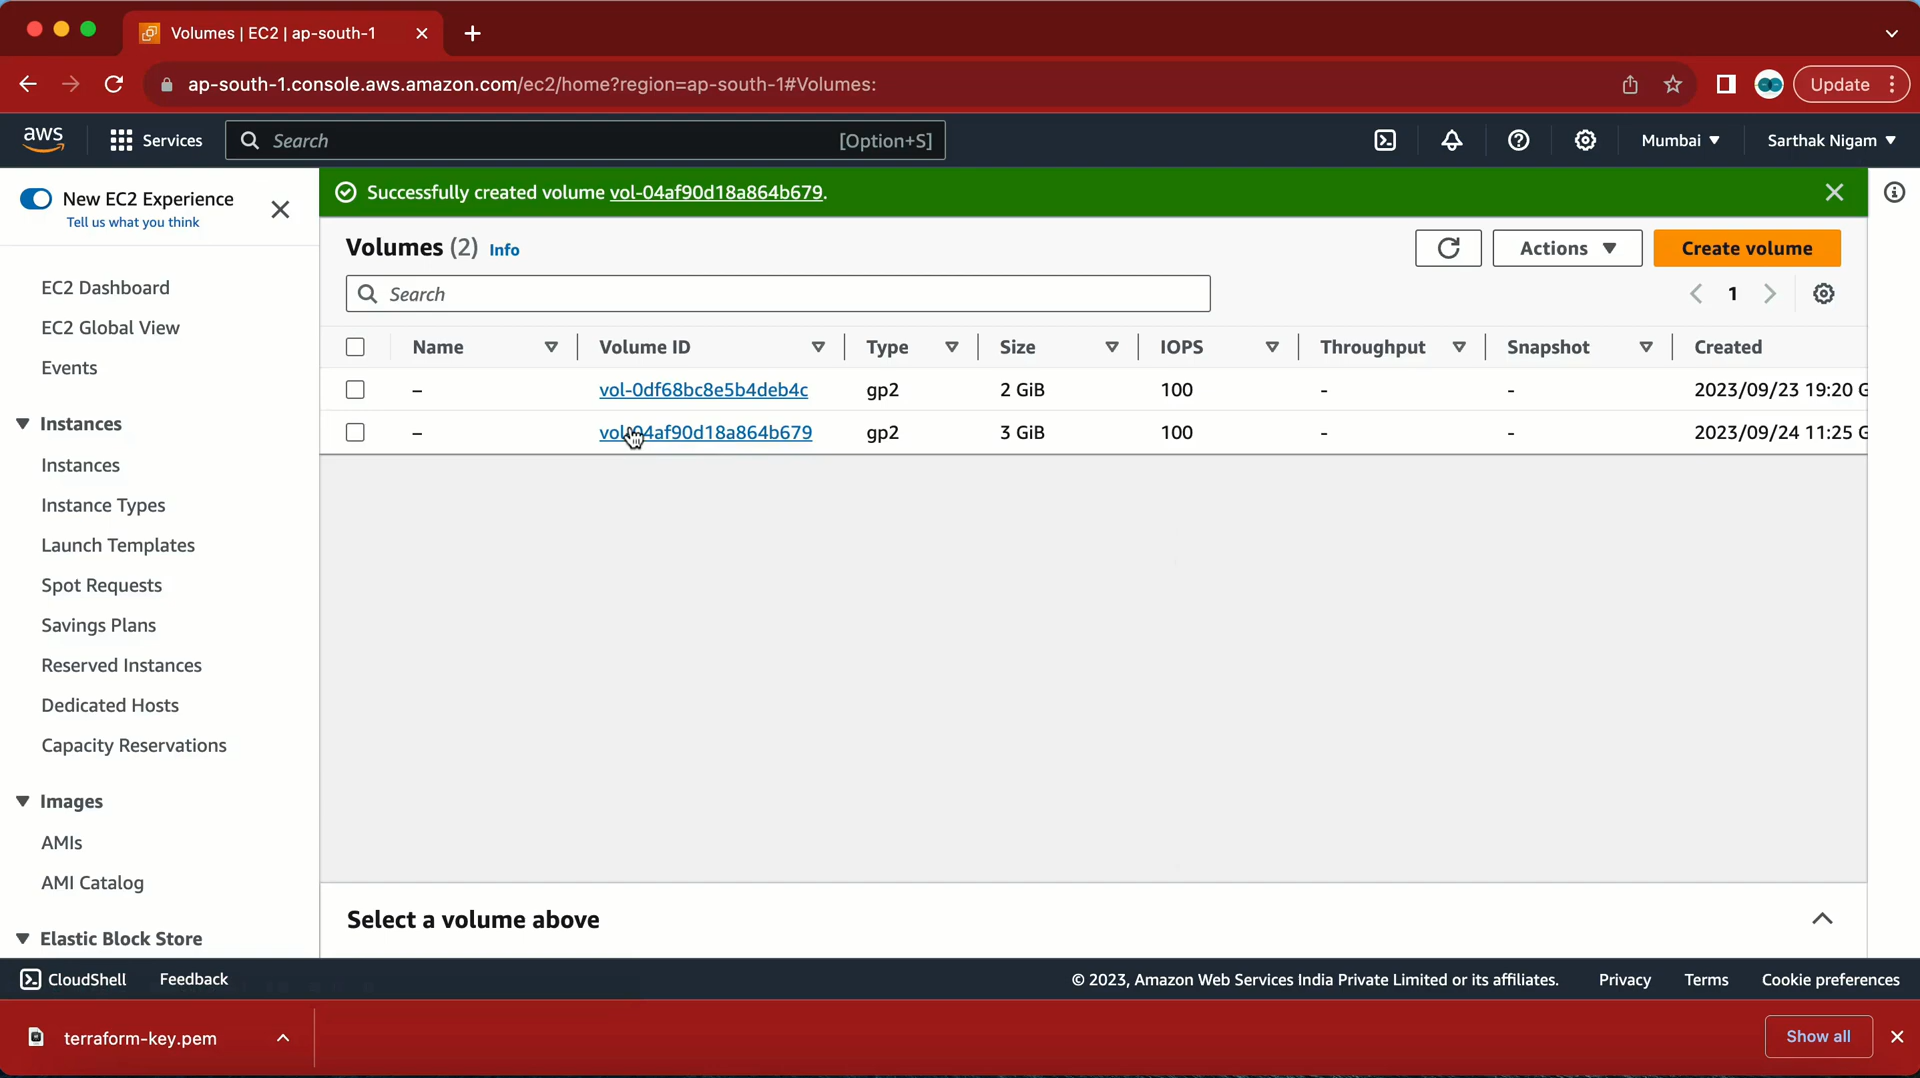 Volumes | EC2 | ap-south-1
ap-south-1.console.aws.amazon.com/ec2/home?region=ap-south-1#Volumes:
Update
aws
Services
Search
[Option+S]
Mumbai
Sarthak Nigam
New EC2 Experience
Tell us what you think
Successfully created volume vol-04af90d18a864b679.
Volumes (2) Info
Actions
Create volume
Search
1
Name
Volume ID
Type
Size
IOPS
Throughput
Snapshot
Created
– vol-0df68bc8e5b4deb4c gp2 2 GiB 100 - - 2023/09/23 19:20 G
– vol-04af90d18a864b679 gp2 3 GiB 100 - - 2023/09/24 11:25 G
EC2 Dashboard
EC2 Global View
Events
Instances
Instances
Instance Types
Launch Templates
Spot Requests
Savings Plans
Reserved Instances
Dedicated Hosts
Capacity Reservations
Images
AMIs
AMI Catalog
Elastic Block Store
Select a volume above
CloudShell
Feedback
© 2023, Amazon Web Services India Private Limited or its affiliates.
Privacy
Terms
Cookie preferences
terraform-key.pem
Show all